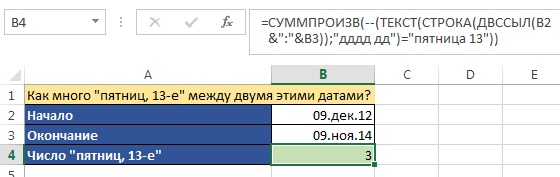 B4
=СУММПРОИЗВ(--(ТЕКСТ(СТРОКА(ДВССЫЛ(B2
&":"&B3));"дддд дд")="пятница 13"))
A B C D E
1 Как много "пятниц, 13-е" между двумя этими датами?
2 Начало 09.дек.12
3 Окончание 09.ноя.14
4 Число "пятниц, 13-е" 3
5